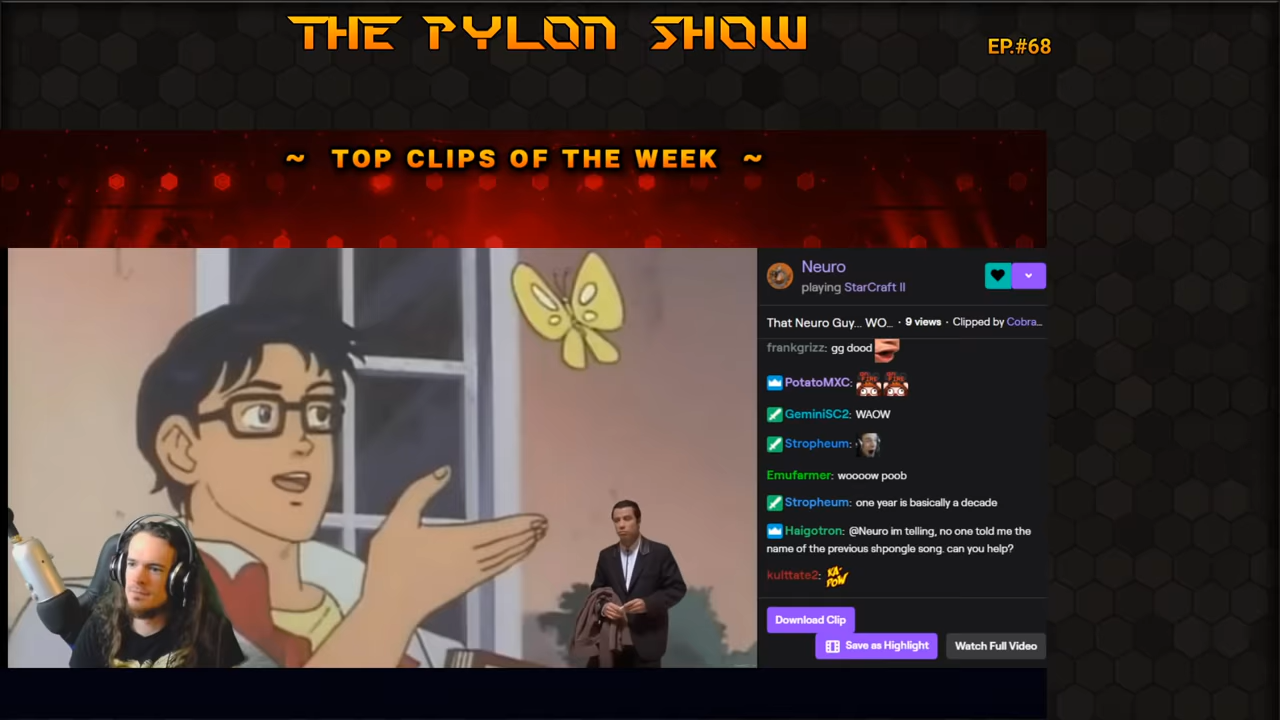 THE PYLON SHOW
EP.#68
~ TOP CLIPS OF THE WEEK ~
Neuro
playing StarCraft II
That Neuro Guy... WO... · 9 views · Clipped by Cobra...
frankgrizz: gg dood
PotatoMXC:
GeminiSC2: WAOW
Stropheum:
Emufarmer: woooow poob
Stropheum: one year is basically a decade
Haigotron: @Neuro im telling, no one told me the
name of the previous shpongle song. can you help?
kulttate2: KA-
POW
Download Clip
Save as Highlight
Watch Full Video